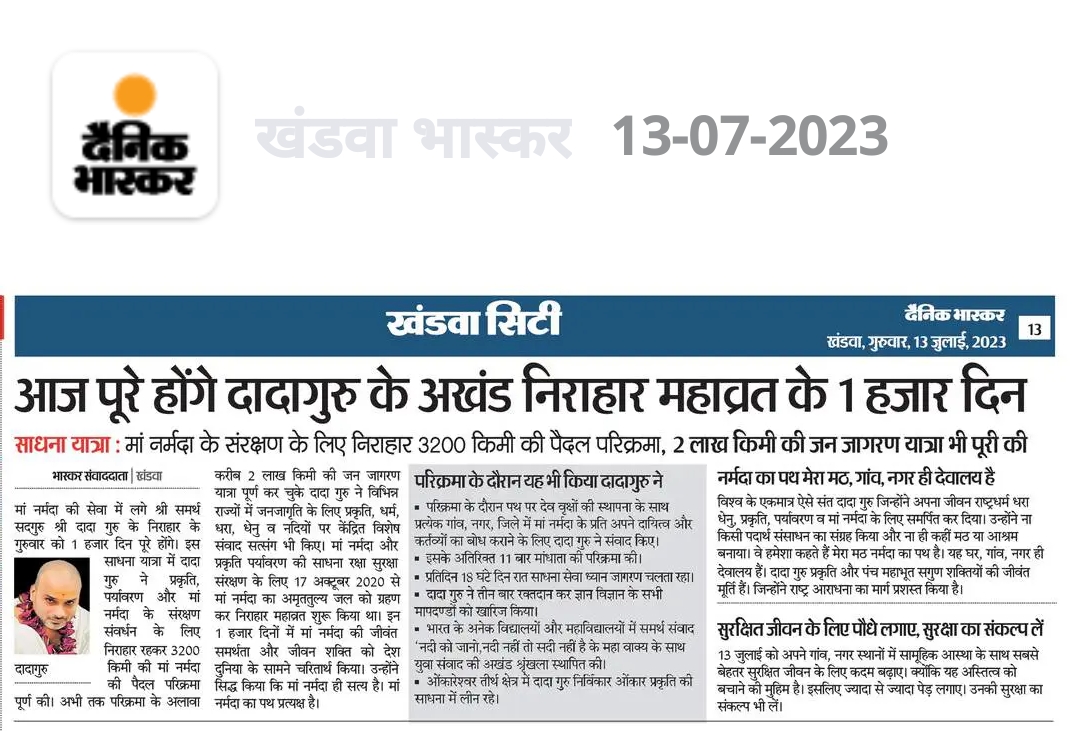 दैनिक
भास्कर
खंडवा भास्कर 13-07-2023
खंडवा सिटी
दैनिक भास्कर
खंडवा, गुरुवार, 13 जुलाई, 2023
13
आज पूरे होंगे दादागुरु के अखंड निराहार महाव्रत के 1 हजार दिन
साधना यात्रा : मां नर्मदा के संरक्षण के लिए निराहार 3200 किमी की पैदल परिक्रमा, 2 लाख किमी की जन जागरण यात्रा भी पूरी की
भास्कर संवाददाता | खंडवा
मां नर्मदा की सेवा में लगे श्री समर्थ
सदगुरु श्री दादा गुरु के निराहार के
गुरुवार को 1 हजार दिन पूरे होंगे। इस
साधना यात्रा में दादा
गुरु ने प्रकृति,
पर्यावरण और मां
नर्मदा के संरक्षण
संवर्धन के लिए
निराहार रहकर 3200
किमी की मां नर्मदा
की पैदल परिक्रमा
दादागुरु
पूर्ण की। अभी तक परिक्रमा के अलावा
करीब 2 लाख किमी की जन जागरण
यात्रा पूर्ण कर चुके दादा गुरु ने विभिन्न
राज्यों में जनजागृति के लिए प्रकृति, धर्म,
धरा, धेनु व नदियों पर केंद्रित विशेष
संवाद सत्संग भी किए। मां नर्मदा और
प्रकृति पर्यावरण की साधना रक्षा सुरक्षा
संरक्षण के लिए 17 अक्टूबर 2020 से
मां नर्मदा का अमृततुल्य जल को ग्रहण
कर निराहार महाव्रत शुरू किया था। इन
1 हजार दिनों में मां नर्मदा की जीवंत
समर्थता और जीवन शक्ति को देश
दुनिया के सामने चरितार्थ किया। उन्होंने
सिद्ध किया कि मां नर्मदा ही सत्य है। मां
नर्मदा का पथ प्रत्यक्ष है।
परिक्रमा के दौरान यह भी किया दादागुरु ने
▪ परिक्रमा के दौरान पथ पर देव वृक्षों की स्थापना के साथ
प्रत्येक गांव, नगर, जिले में मां नर्मदा के प्रति अपने दायित्व और
कर्तव्यों का बोध कराने के लिए दादा गुरु ने संवाद किए।
▪ इसके अतिरिक्त 11 बार मांधाता की परिक्रमा की।
▪ प्रतिदिन 18 घंटे दिन रात साधना सेवा ध्यान जागरण चलता रहा।
▪ दादा गुरु ने तीन बार रक्तदान कर ज्ञान विज्ञान के सभी
मापदण्डों को खारिज किया।
▪ भारत के अनेक विद्यालयों और महाविद्यालयों में समर्थ संवाद
'नदी को जानो,नदी नहीं तो सदी नहीं है के महा वाक्य के साथ
युवा संवाद की अखंड श्रृंखला स्थापित की।
▪ ओंकारेश्वर तीर्थ क्षेत्र में दादा गुरु निर्विकार ओंकार प्रकृति की
साधना में लीन रहे।
नर्मदा का पथ मेरा मठ, गांव, नगर ही देवालय है
विश्व के एकमात्र ऐसे संत दादा गुरु जिन्होंने अपना जीवन राष्ट्रधर्म धरा
धेनु, प्रकृति, पर्यावरण व मां नर्मदा के लिए समर्पित कर दिया। उन्होंने ना
किसी पदार्थ संसाधन का संग्रह किया और ना ही कहीं मठ या आश्रम
बनाया। वे हमेशा कहते हैं मेरा मठ नर्मदा का पथ है। यह घर, गांव, नगर ही
देवालय हैं। दादा गुरु प्रकृति और पंच महाभूत सगुण शक्तियों की जीवंत
मूर्ति हैं। जिन्होंने राष्ट्र आराधना का मार्ग प्रशस्त किया है।
सुरक्षित जीवन के लिए पौधे लगाए, सुरक्षा का संकल्प लें
13 जुलाई को अपने गांव, नगर स्थानों में सामूहिक आस्था के साथ सबसे
बेहतर सुरक्षित जीवन के लिए कदम बढ़ाए। क्योंकि यह अस्तित्व को
बचाने की मुहिम है। इसलिए ज्यादा से ज्यादा पेड़ लगाए। उनकी सुरक्षा का
संकल्प भी लें।